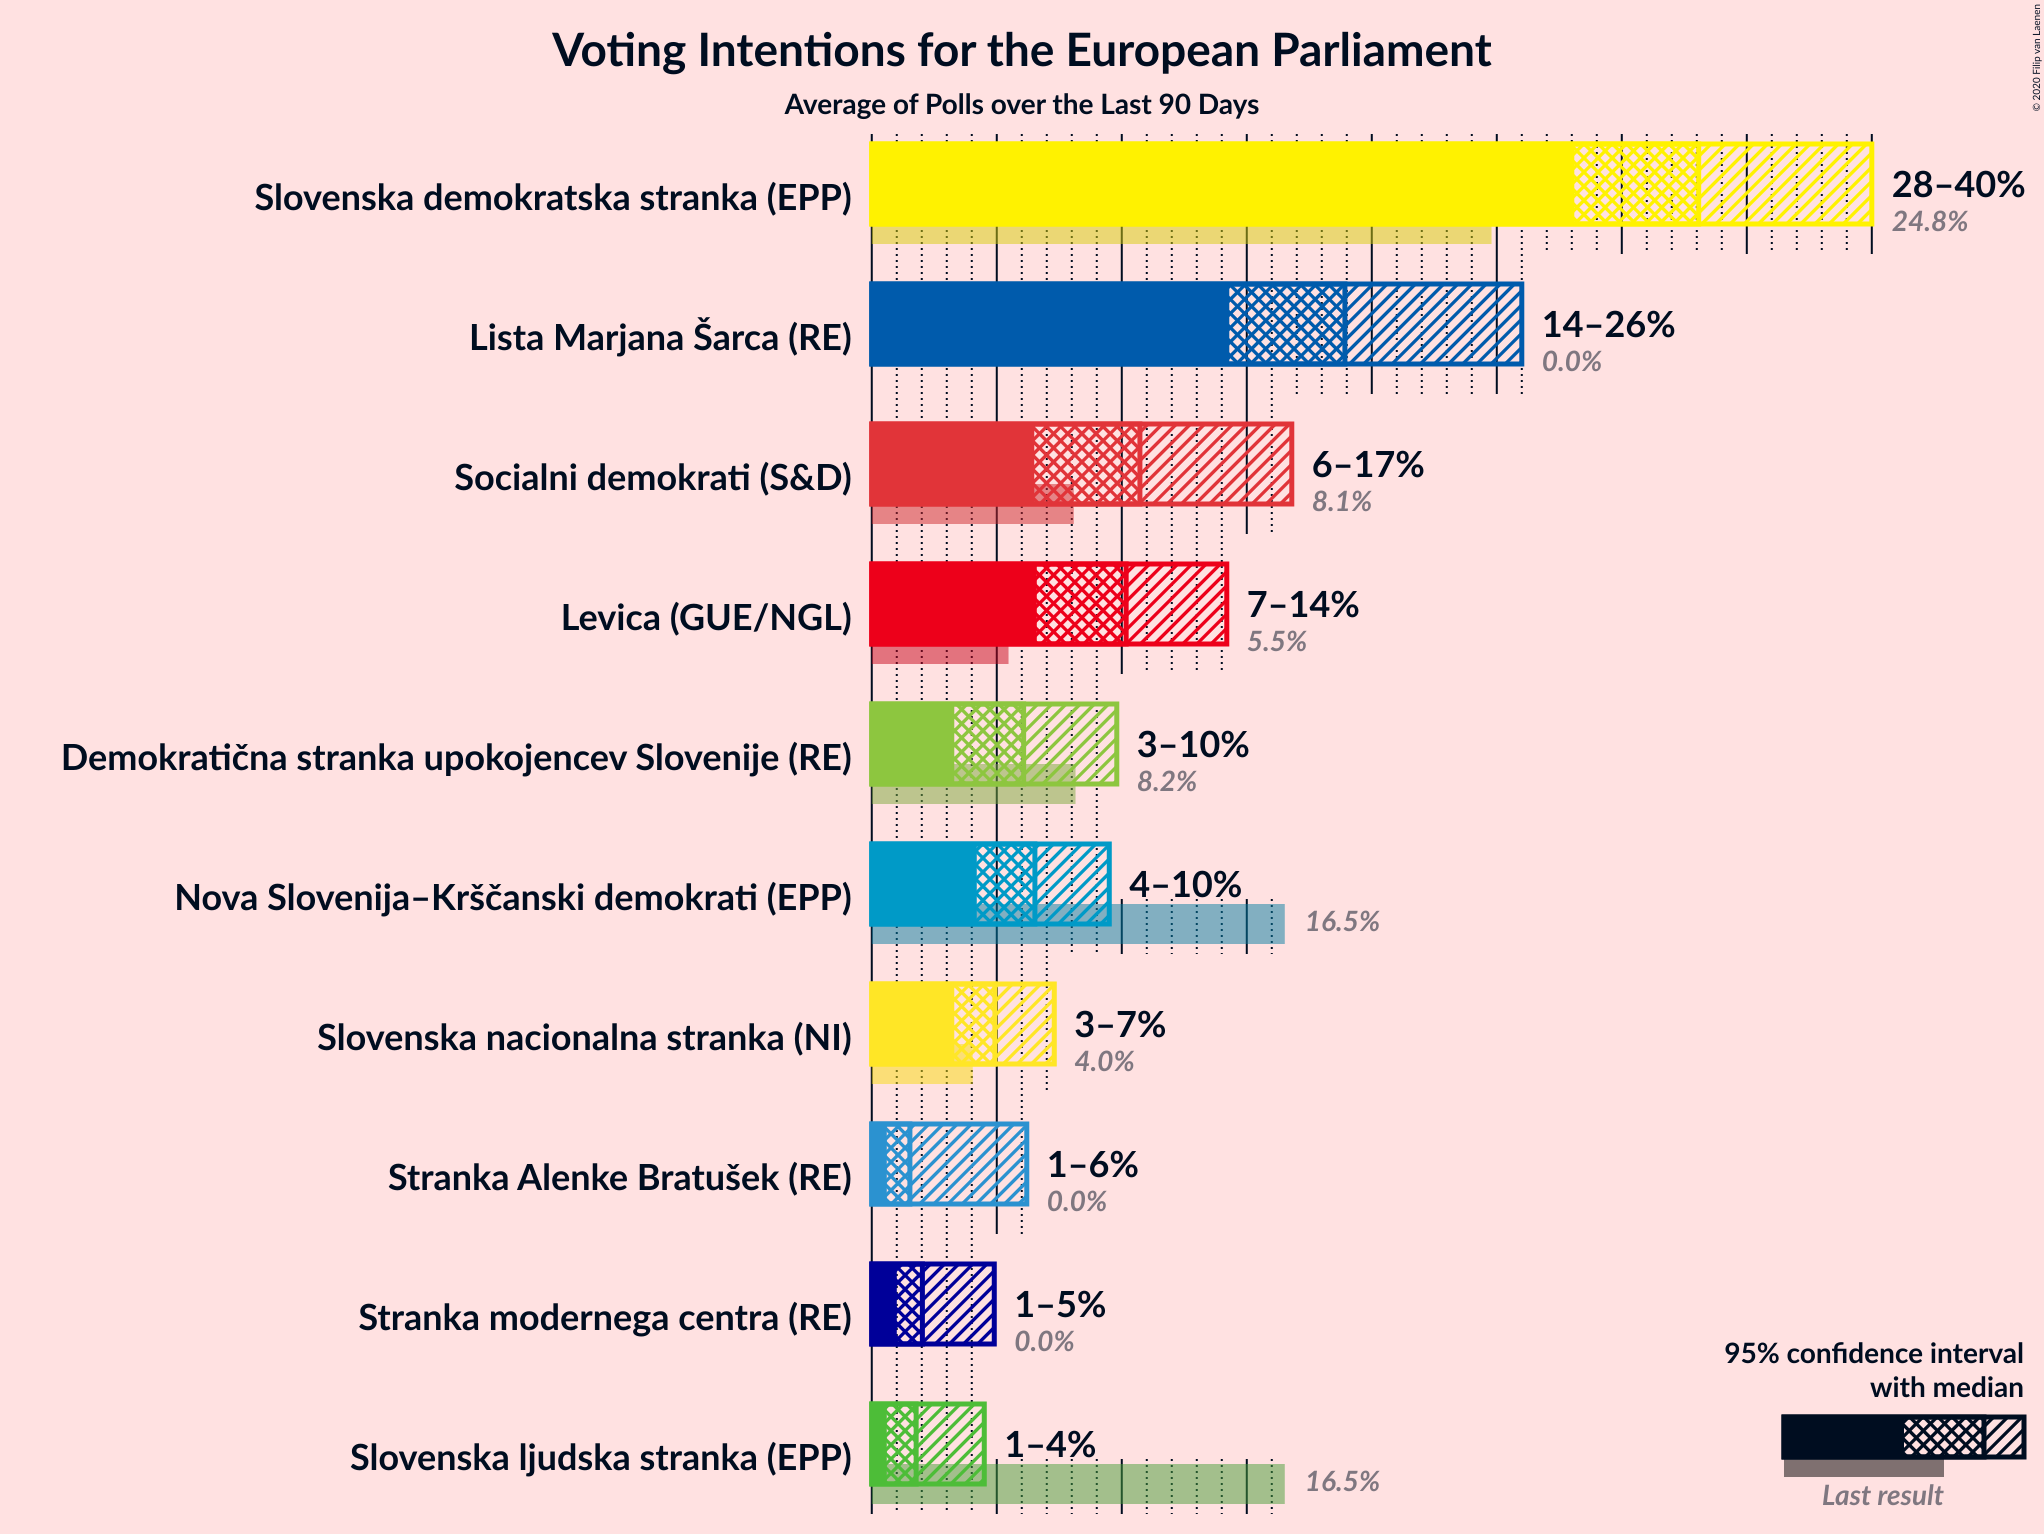 Voting Intentions for the European Parliament
Average of Polls over the Last 90 Days
© 2020 Filip van Laenen
Slovenska demokratska stranka (EPP)
28–40%
24.8%
Lista Marjana Šarca (RE)
14–26%
0.0%
Socialni demokrati (S&D)
6–17%
8.1%
Levica (GUE/NGL)
7–14%
5.5%
Demokratična stranka upokojencev Slovenije (RE)
3–10%
8.2%
Nova Slovenija–Krščanski demokrati (EPP)
4–10%
16.5%
Slovenska nacionalna stranka (NI)
3–7%
4.0%
Stranka Alenke Bratušek (RE)
1–6%
0.0%
Stranka modernega centra (RE)
1–5%
0.0%
Slovenska ljudska stranka (EPP)
1–4%
16.5%
95% confidence interval
with median
Last result